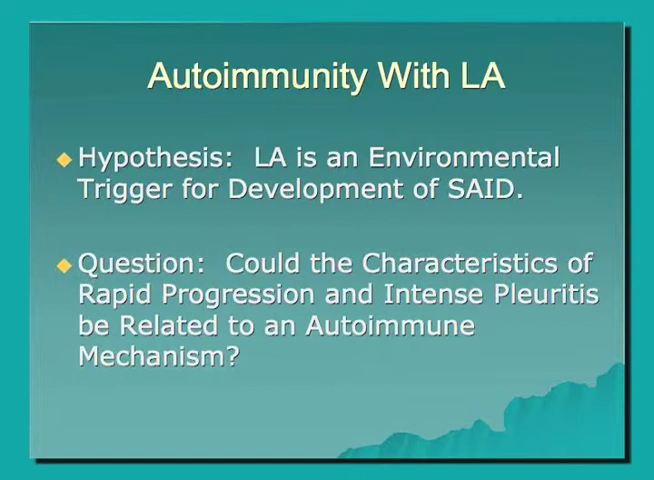 Autoimmunity With LA
Hypothesis: LA is an Environmental
Trigger for Development of SAID.
Question: Could the Characteristics of
Rapid Progression and Intense Pleuritis
be Related to an Autoimmune
Mechanism?